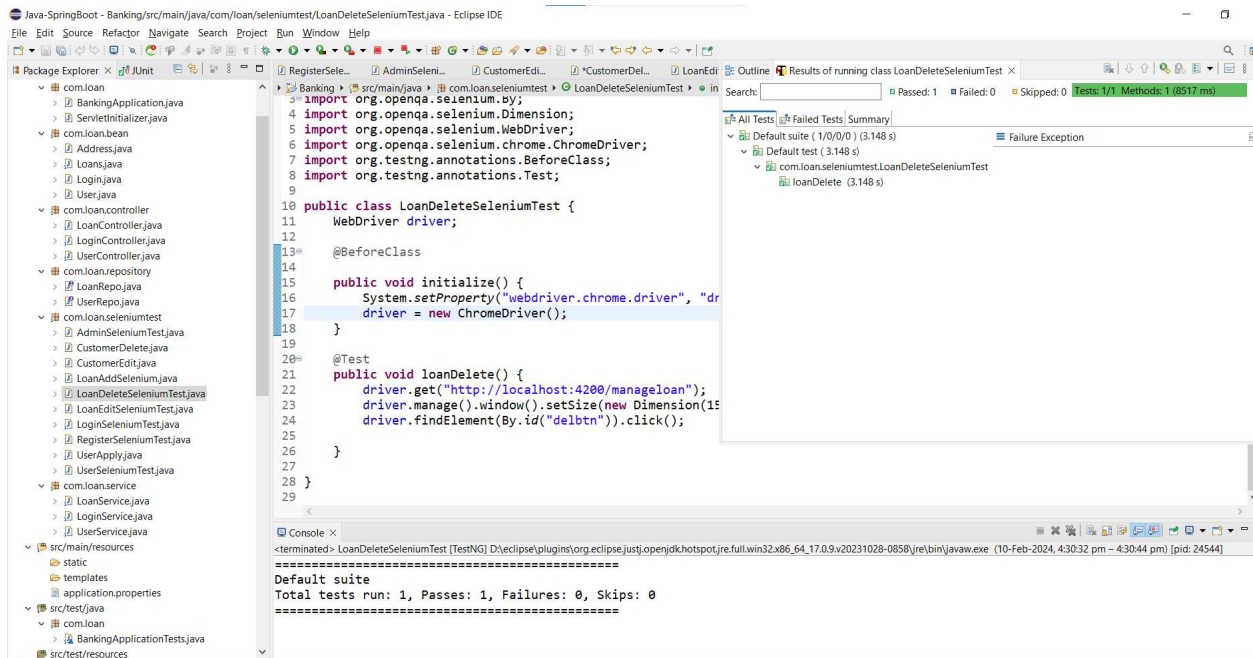 Java-SpringBoot - Banking/src/main/java/com/loan/seleniumtest/LoanDeleteSeleniumTest.java - Eclipse IDE
File Edit Source Refactor Navigate Search Project Run Window Help
Package Explorer JUnit
com.loan
BankingApplication.java
ServletInitializer.java
com.loan.bean
Address.java
Loans.java
Login.java
User.java
com.loan.controller
LoanController.java
LoginController.java
UserController.java
com.loan.repository
LoanRepo.java
UserRepo.java
com.loan.seleniumtest
AdminSeleniumTest.java
CustomerDelete.java
CustomerEdit.java
LoanAddSelenium.java
LoanDeleteSeleniumTest.java
LoanEditSeleniumTest.java
LoginSeleniumTest.java
RegisterSeleniumTest.java
UserApply.java
UserSeleniumTest.java
com.loan.service
LoanService.java
LoginService.java
UserService.java
src/main/resources
static
templates
application.properties
src/test/java
com.loan
BankingApplicationTests.java
src/test/resources
RegisterSele... AdminSeleni... CustomerEdi... *CustomerDel... LoanEdi
Banking src/main/java com.loan.seleniumtest LoanDeleteSeleniumTest in
3 import org.openqa.selenium.By;
4 import org.openqa.selenium.Dimension;
5 import org.openqa.selenium.WebDriver;
6 import org.openqa.selenium.chrome.ChromeDriver;
7 import org.testng.annotations.BeforeClass;
8 import org.testng.annotations.Test;
9
10 public class LoanDeleteSeleniumTest {
11 WebDriver driver;
12
13 @BeforeClass
14
15 public void initialize() {
16 System.setProperty("webdriver.chrome.driver", "dr
17 driver = new ChromeDriver();
18 }
19
20 @Test
21 public void loanDelete() {
22 driver.get("http://localhost:4200/manageloan");
23 driver.manage().window().setSize(new Dimension(15
24 driver.findElement(By.id("delbtn")).click();
25
26 }
27
28 }
29
Outline Results of running class LoanDeleteSeleniumTest
Search: Passed: 1 Failed: 0 Skipped: 0 Tests: 1/1 Methods: 1 (8517 ms)
All Tests Failed Tests Summary
Default suite ( 1/0/0/0 ) (3.148 s)
Default test ( 3.148 s)
com.loan.seleniumtest.LoanDeleteSeleniumTest
loanDelete (3.148 s)
Failure Exception
Console
<terminated> LoanDeleteSeleniumTest [TestNG] D:\eclipse\plugins\org.eclipse.justj.openjdk.hotspot.jre.full.win32.x86_64_17.0.9.v20231028-0858\jre\bin\javaw.exe (10-Feb-2024, 4:30:32 pm – 4:30:44 pm) [pid: 24544]
===============================================
Default suite
Total tests run: 1, Passes: 1, Failures: 0, Skips: 0
===============================================